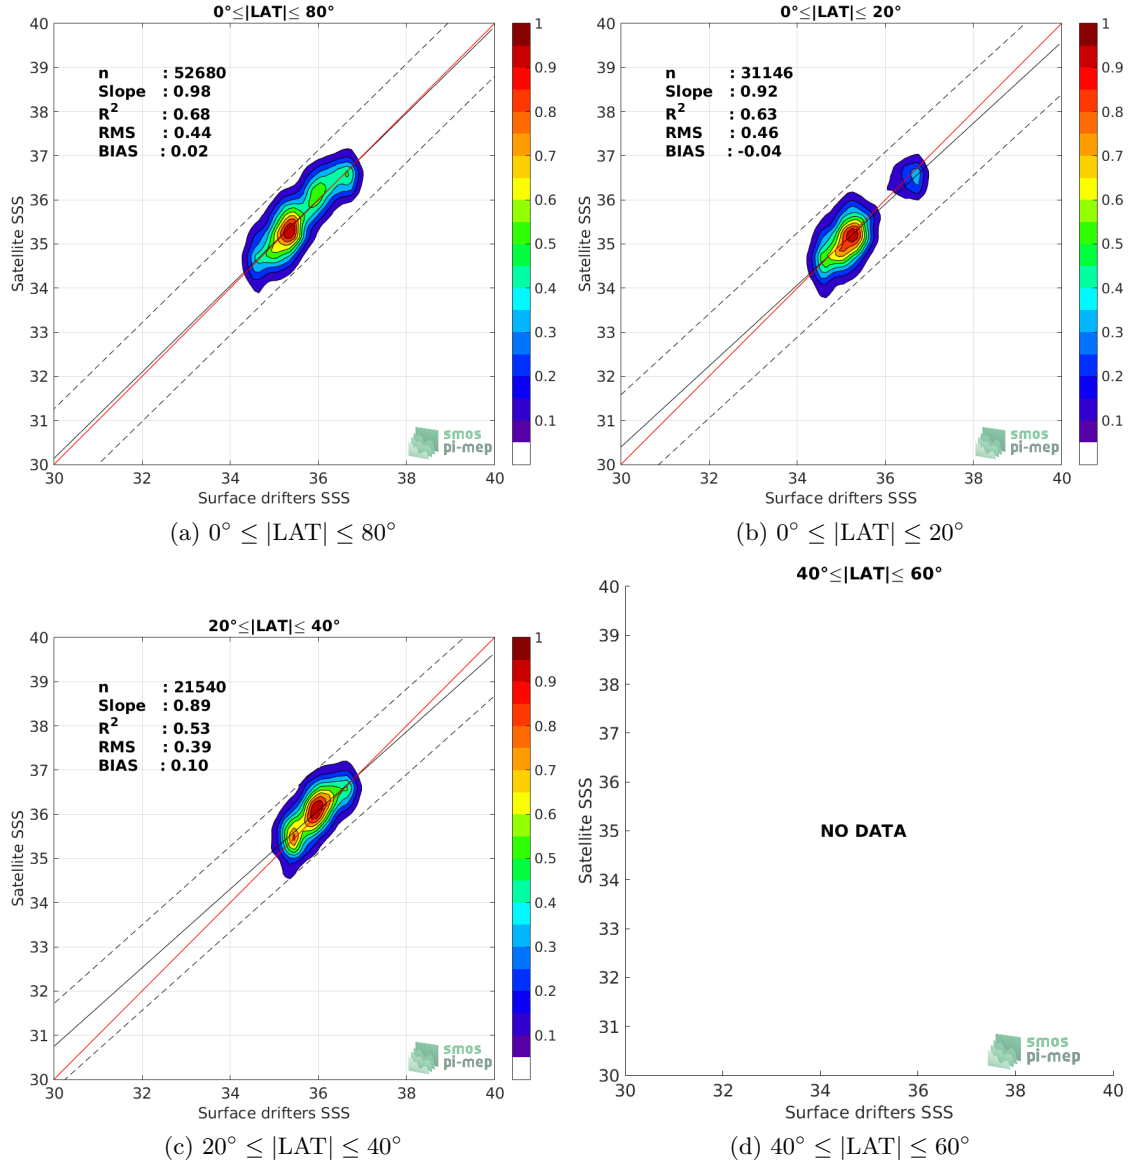 0°≤|LAT|≤ 80°
n : 52680
Slope : 0.98
R2 : 0.68
RMS : 0.44
BIAS : 0.02
40
39
38
37
36
35
34
33
32
31
30
Satellite SSS
30 32 34 36 38 40
Surface drifters SSS
1
0.9
0.8
0.7
0.6
0.5
0.4
0.3
0.2
0.1
smos
pi-mep
(a) 0° ≤ |LAT| ≤ 80°
0°≤|LAT|≤ 20°
n : 31146
Slope : 0.92
R2 : 0.63
RMS : 0.46
BIAS : -0.04
40
39
38
37
36
35
34
33
32
31
30
Satellite SSS
30 32 34 36 38 40
Surface drifters SSS
1
0.9
0.8
0.7
0.6
0.5
0.4
0.3
0.2
0.1
smos
pi-mep
(b) 0° ≤ |LAT| ≤ 20°
20°≤|LAT|≤ 40°
n : 21540
Slope : 0.89
R2 : 0.53
RMS : 0.39
BIAS : 0.10
40
39
38
37
36
35
34
33
32
31
30
Satellite SSS
30 32 34 36 38 40
Surface drifters SSS
1
0.9
0.8
0.7
0.6
0.5
0.4
0.3
0.2
0.1
smos
pi-mep
(c) 20° ≤ |LAT| ≤ 40°
40°≤|LAT|≤ 60°
40
39
38
37
36
35
34
33
32
31
30
Satellite SSS
NO DATA
30 32 34 36 38 40
Surface drifters SSS
smos
pi-mep
(d) 40° ≤ |LAT| ≤ 60°